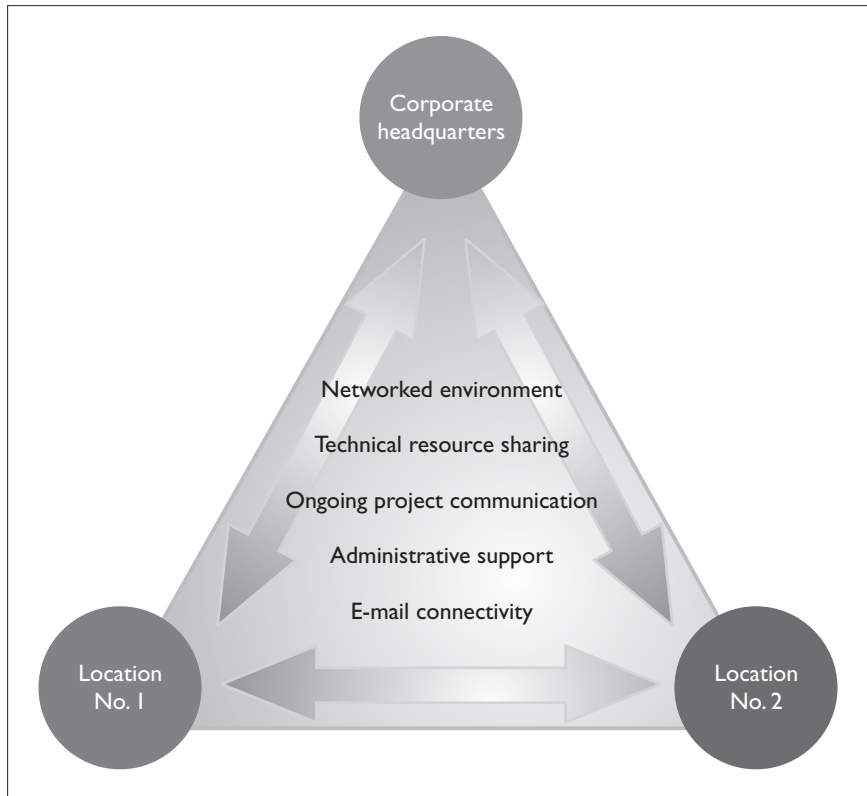 Corporate
headquarters
Networked environment
Technical resource sharing
Ongoing project communication
Administrative support
E-mail connectivity
Location
No. 1
Location
No. 2